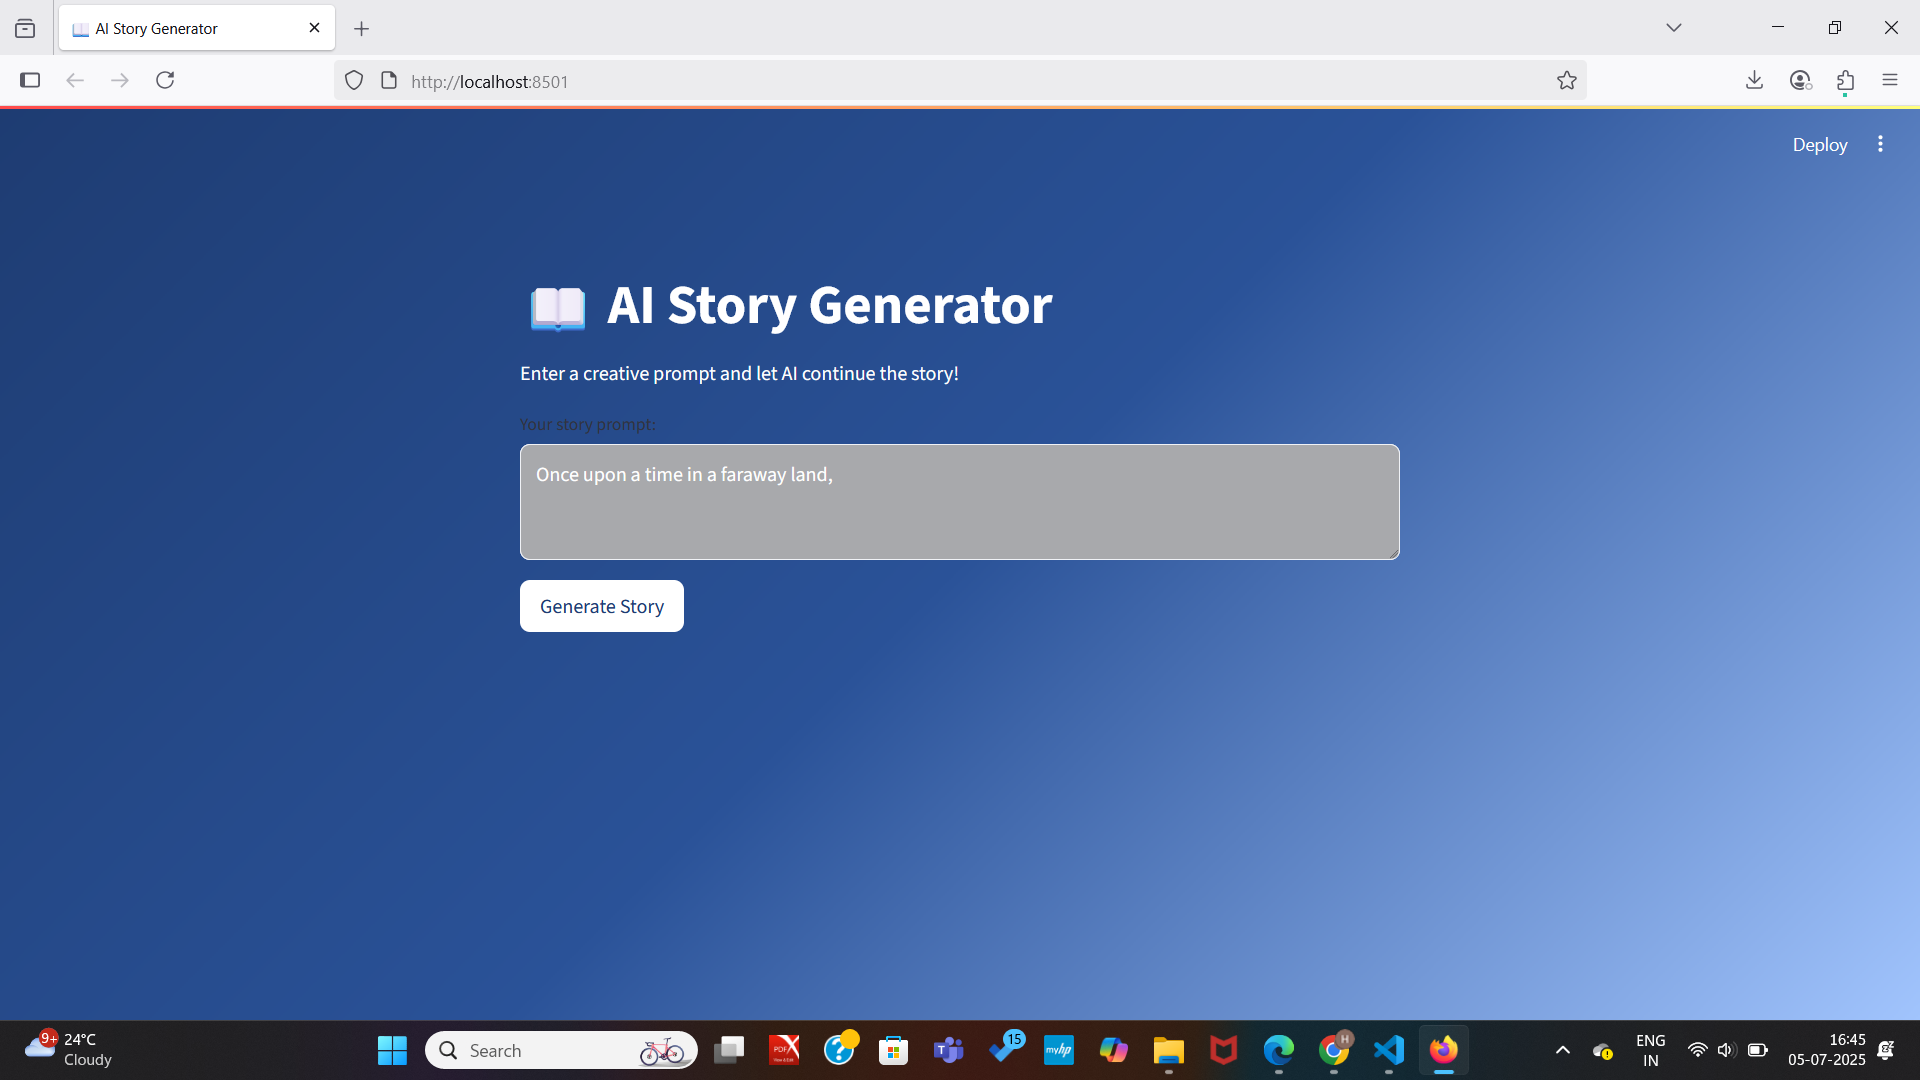 AI Story Generator
http://localhost:8501
Deploy
AI Story Generator
Enter a creative prompt and let AI continue the story!
Your story prompt:
Once upon a time in a faraway land,
Generate Story
9+
24°C
Cloudy
Search
PDF
T
15
myhp
H
ENG
IN
16:45
05-07-2025